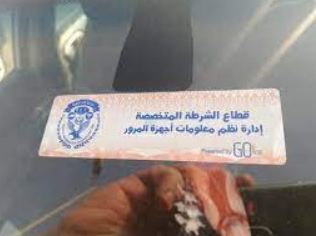 قطاع الشرطة المتخصصة
إدارة نظم معلومات أجهزة المرور
Powered by GO